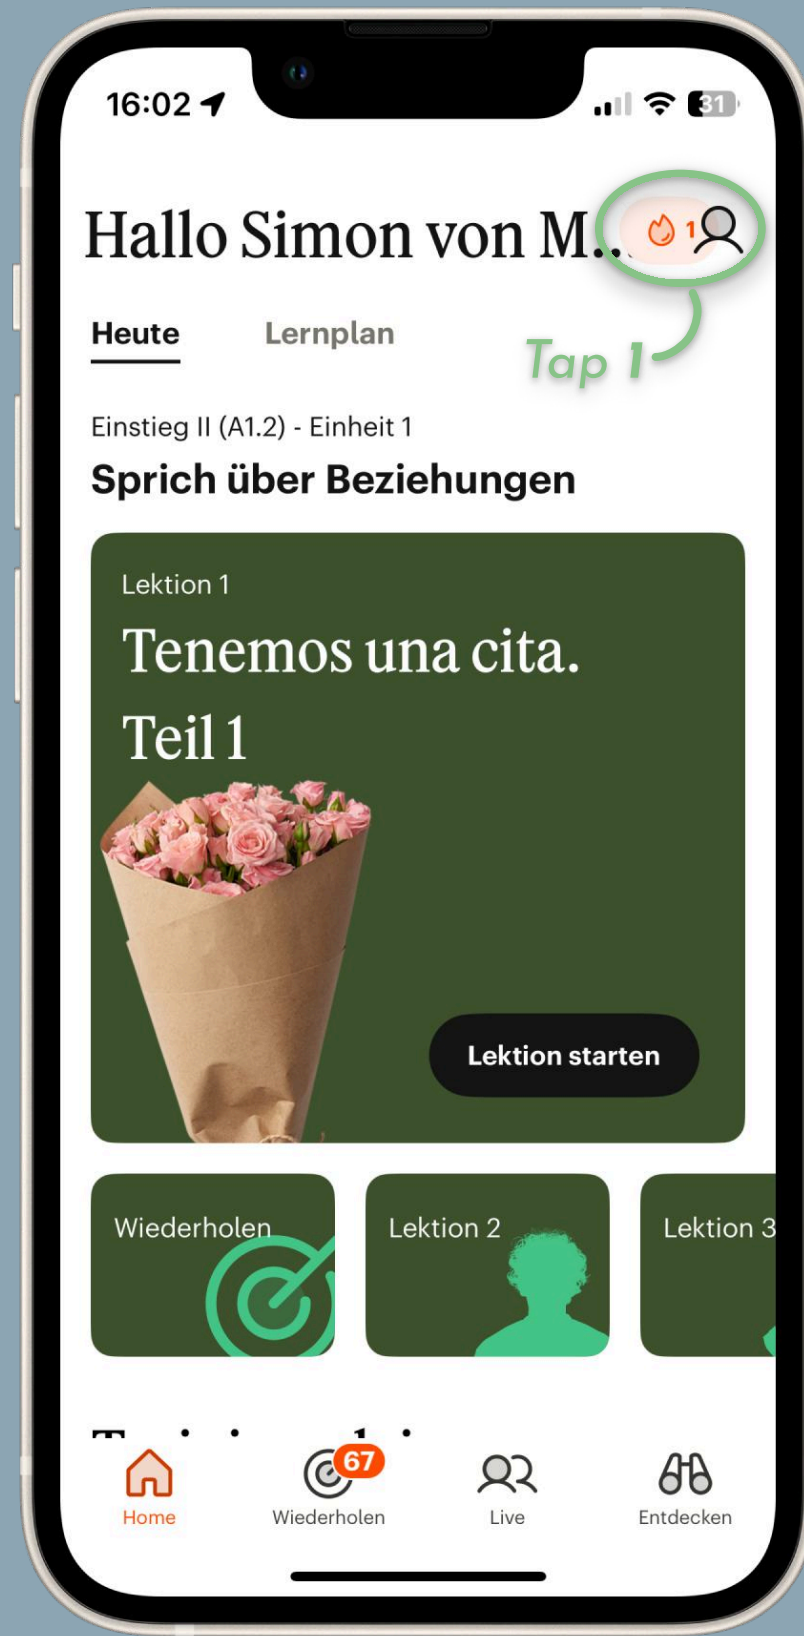 16:02
31
Hallo Simon von M...
1
Heute
Lernplan
Tap 1
Einstieg II (A1.2) - Einheit 1
Sprich über Beziehungen
Lektion 1
Tenemos una cita.
Teil 1
Lektion starten
Wiederholen
Lektion 2
Lektion 3
67
Home
Wiederholen
Live
Entdecken